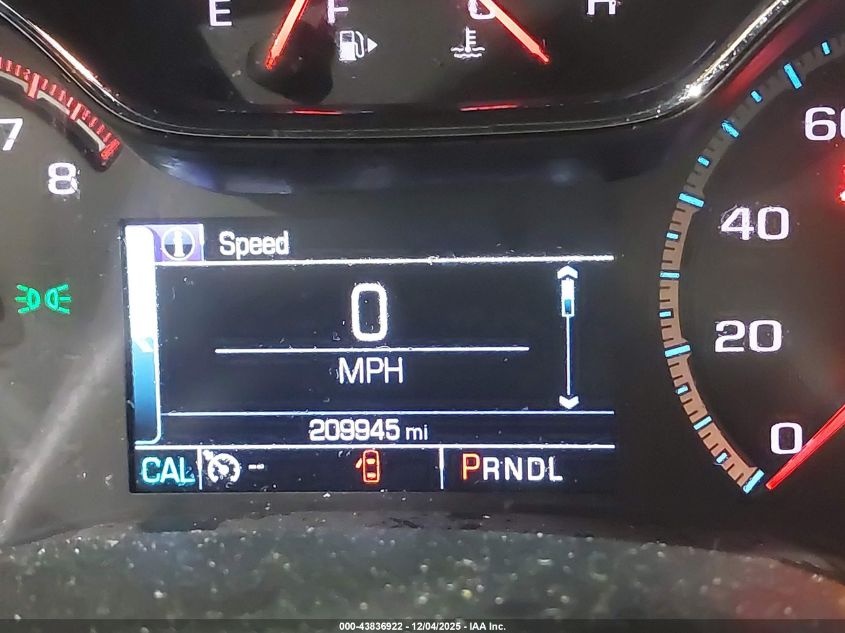 E F C H
7
8
60
40
20
0
Speed
0
MPH
209945 mi
CAL -- PRNDL
000-43836922 - 12/04/2025 - IAA Inc.